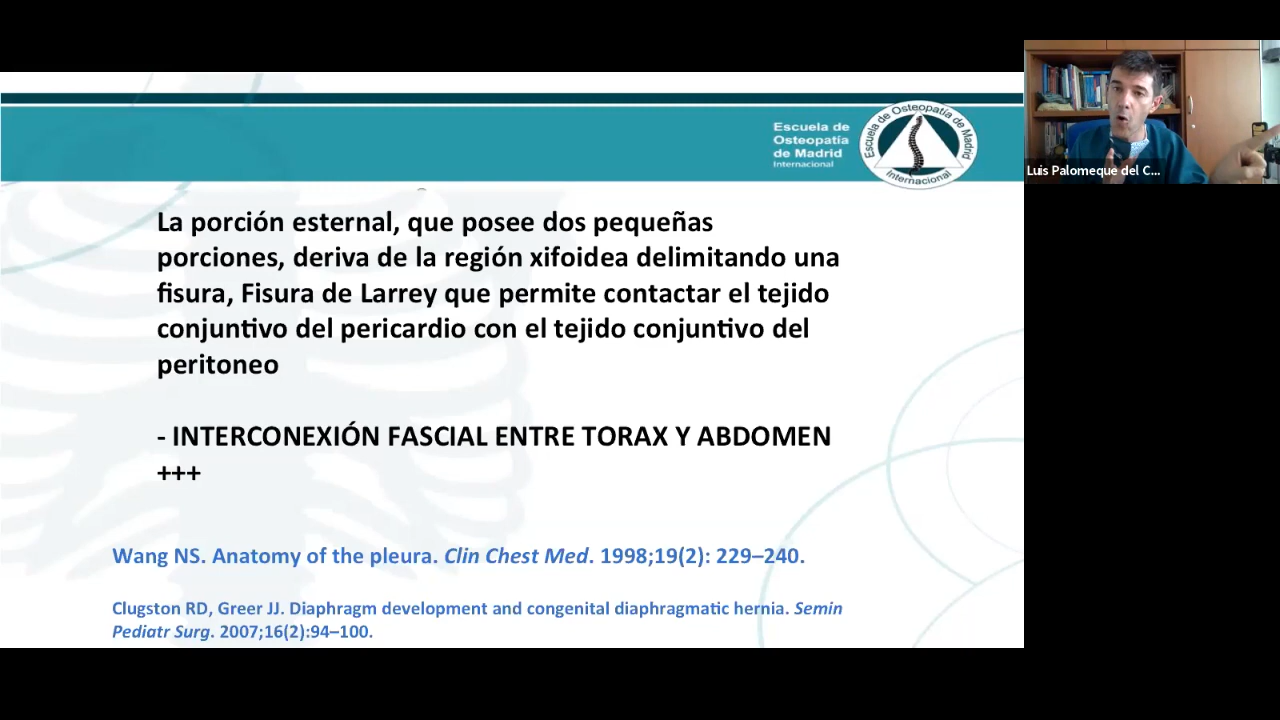 Escuela de
Osteopatía
de Madrid
Internacional
Escuela de Osteopatía de Madrid
Internacional
La porción esternal, que posee dos pequeñas
porciones, deriva de la región xifoidea delimitando una
fisura, Fisura de Larrey que permite contactar el tejido
conjuntivo del pericardio con el tejido conjuntivo del
peritoneo
- INTERCONEXIÓN FASCIAL ENTRE TORAX Y ABDOMEN
+++
Wang NS. Anatomy of the pleura. Clin Chest Med. 1998;19(2): 229–240.
Clugston RD, Greer JJ. Diaphragm development and congenital diaphragmatic hernia. Semin
Pediatr Surg. 2007;16(2):94–100.
Luis Palomeque del C...